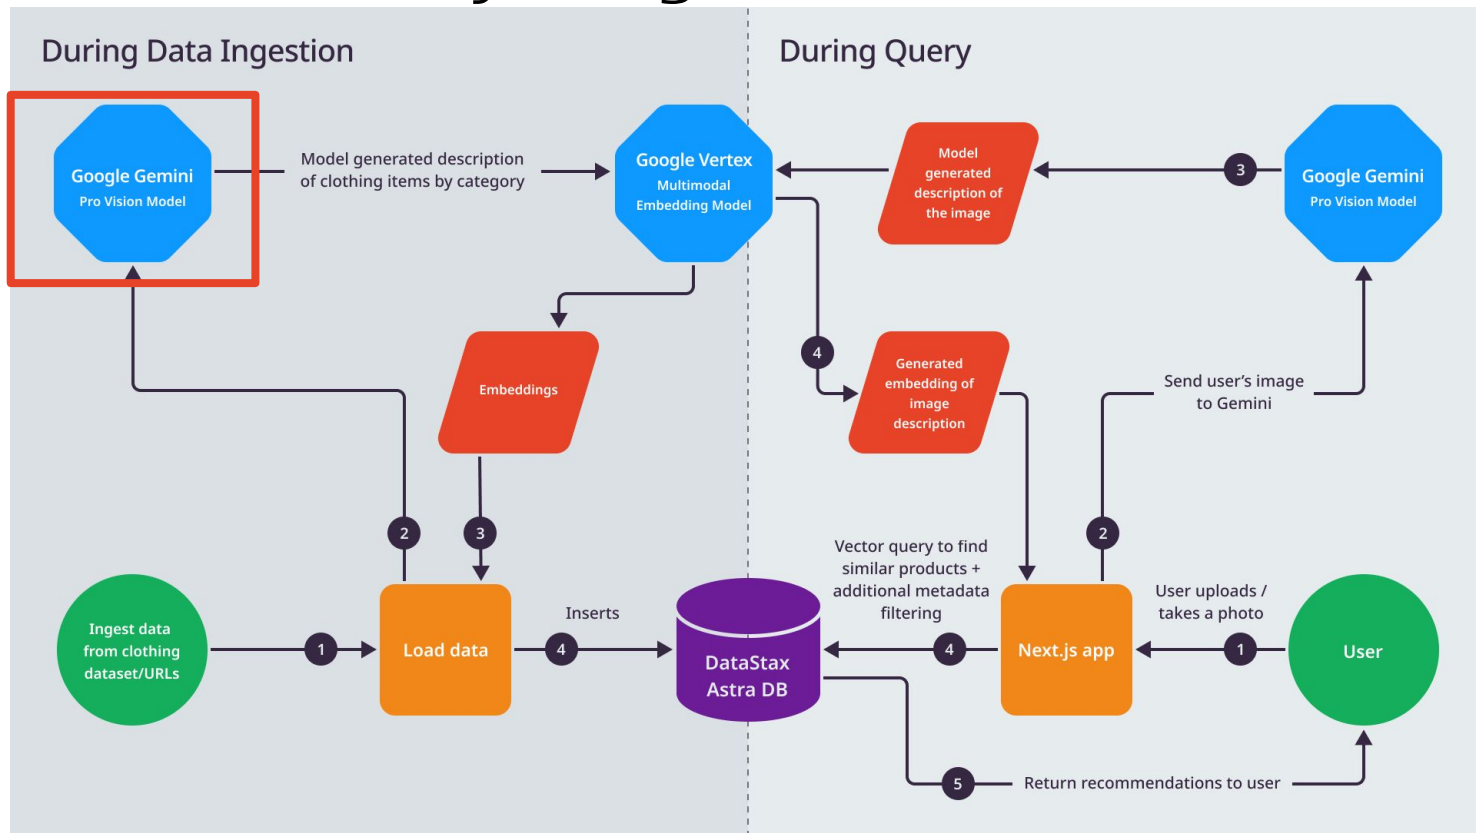 During Data Ingestion
During Query
Google Gemini
Pro Vision Model
Model generated description
of clothing items by category
Google Vertex
Multimodal
Embedding Model
Model
generated
description of
the image
3
Google Gemini
Pro Vision Model
Embeddings
4
Generated
embedding of
image
description
Send user’s image
to Gemini
2
3
Vector query to find
similar products +
additional metadata
filtering
2
Ingest data
from clothing
dataset/URLs
1
Load data
Inserts
4
DataStax
Astra DB
4
Next.js app
User uploads /
takes a photo
1
User
5
Return recommendations to user